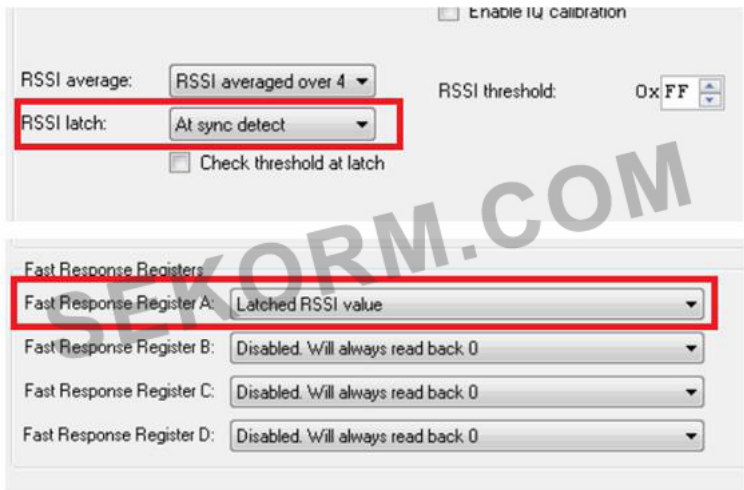 Enable IQ calibration
RSSI average: RSSI averaged over 4 RSSI threshold: 0x FF
RSSI latch: At sync detect
Check threshold at latch
SEKORM.COM
Fast Response Registers
Fast Response Register A: Latched RSSI value
Fast Response Register B: Disabled. Will always read back 0
Fast Response Register C: Disabled. Will always read back 0
Fast Response Register D: Disabled. Will always read back 0